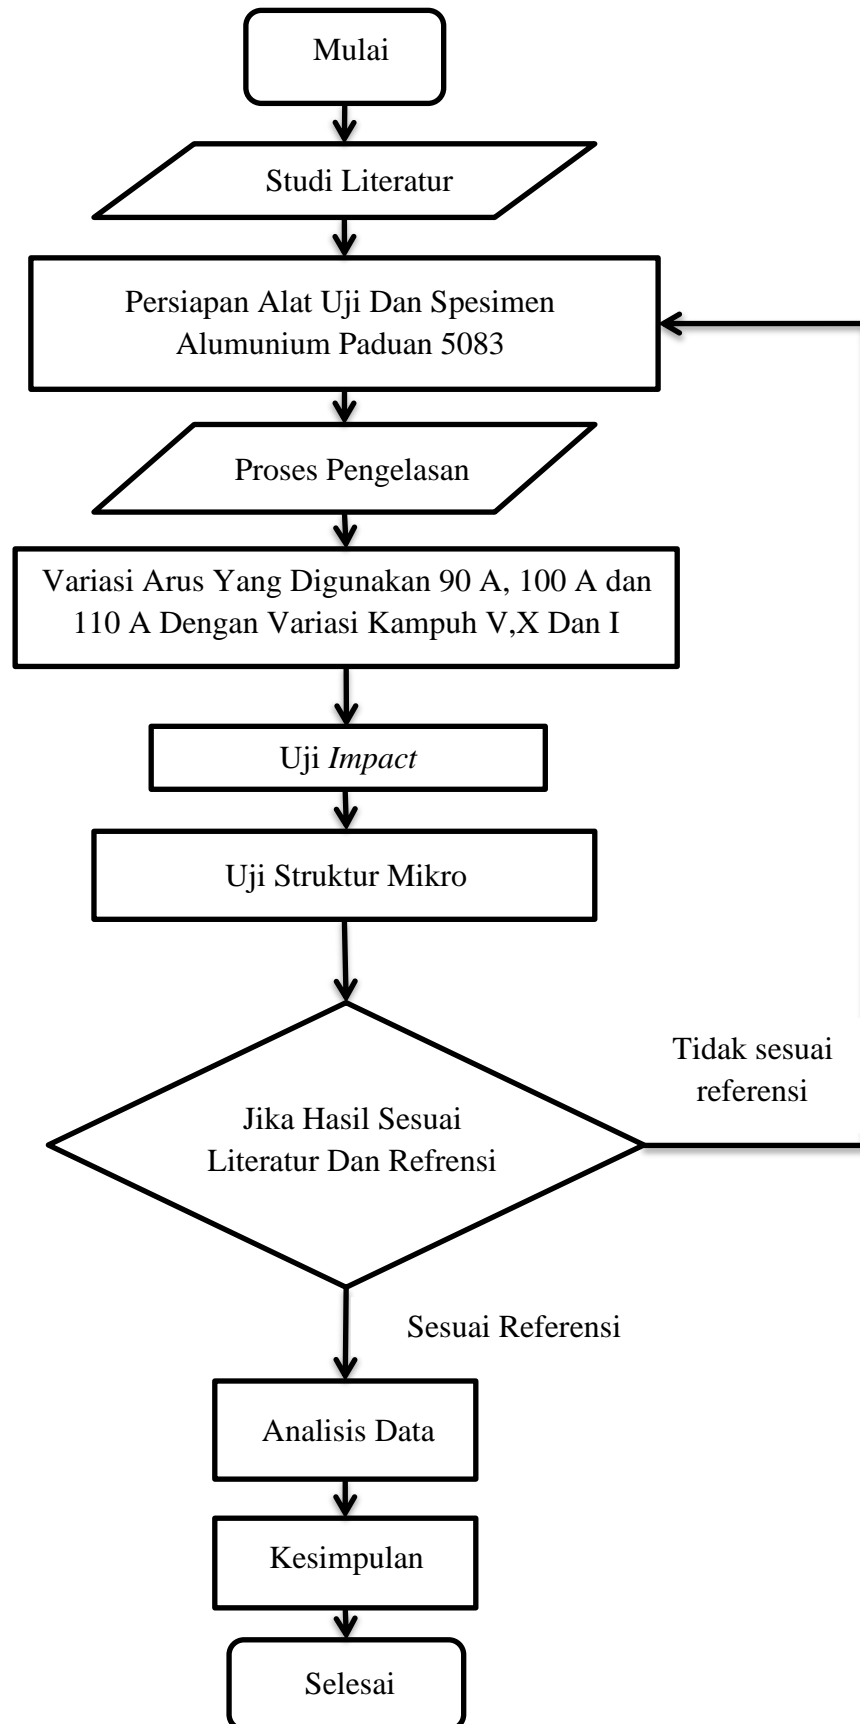 Mulai
Studi Literatur
Persiapan Alat Uji Dan Spesimen
Alumunium Paduan 5083
Proses Pengelasan
Variasi Arus Yang Digunakan 90 A, 100 A dan
110 A Dengan Variasi Kampuh V,X Dan I
Uji Impact
Uji Struktur Mikro
Tidak sesuai
referensi
Jika Hasil Sesuai
Literatur Dan Refrensi
Sesuai Referensi
Analisis Data
Kesimpulan
Selesai